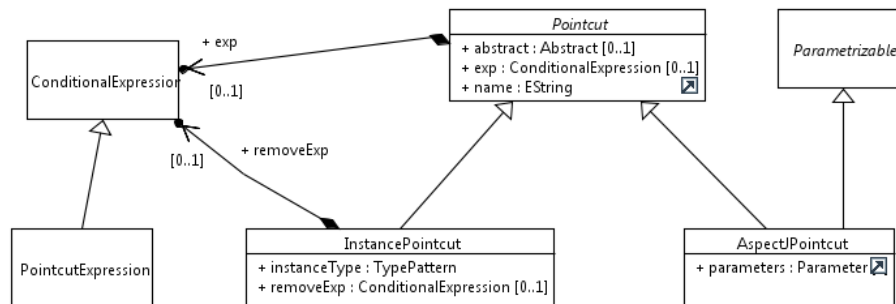 Pointcut
+ exp
+ abstract : Abstract [0..1]
+ exp : ConditionalExpression [0..1]
+ name : EString
Parametrizable
ConditionalExpression
[0..1]
+ removeExp
[0..1]
PointcutExpression
InstancePointcut
+ instanceType : TypePattern
+ removeExp : ConditionalExpression [0..1]
AspectJPointcut
+ parameters : Parameter